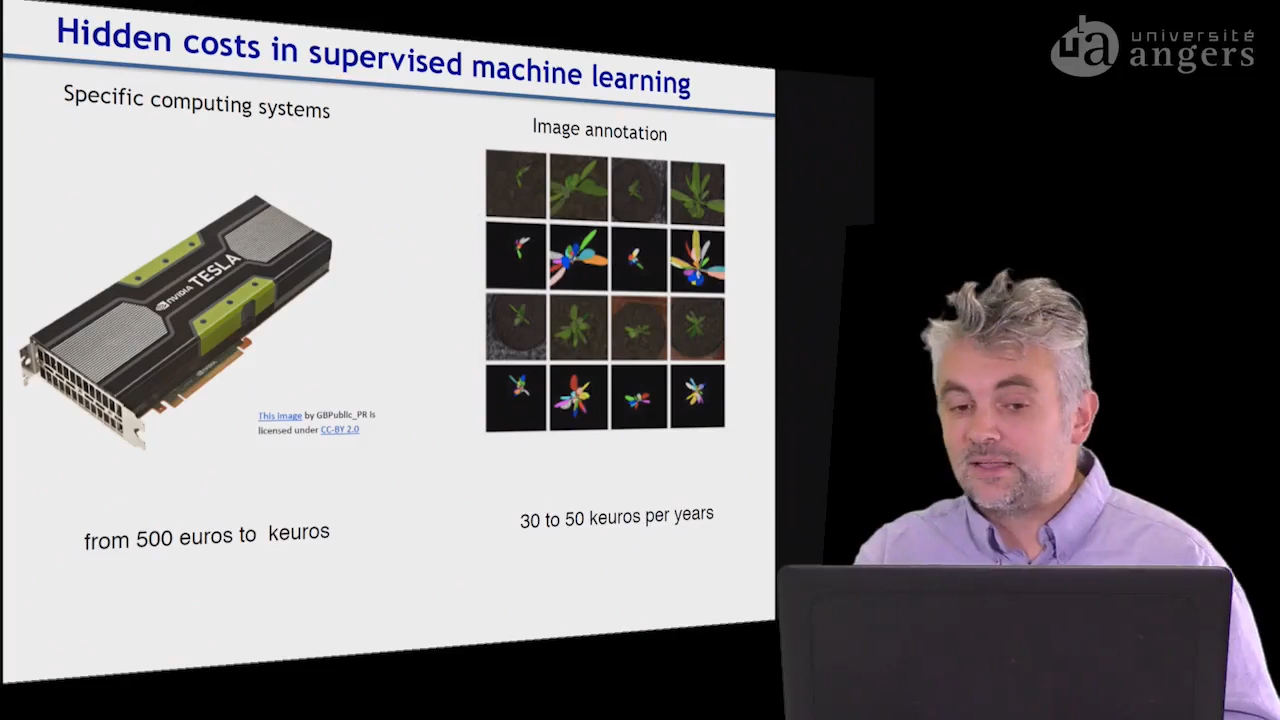 Hidden costs in supervised machine learning
Specific computing systems
Image annotation
NVIDIA TESLA
This Image by GBPublic_PR is
licensed under CC-BY 2.0
from 500 euros to keuros
30 to 50 keuros per years
ua université
angers